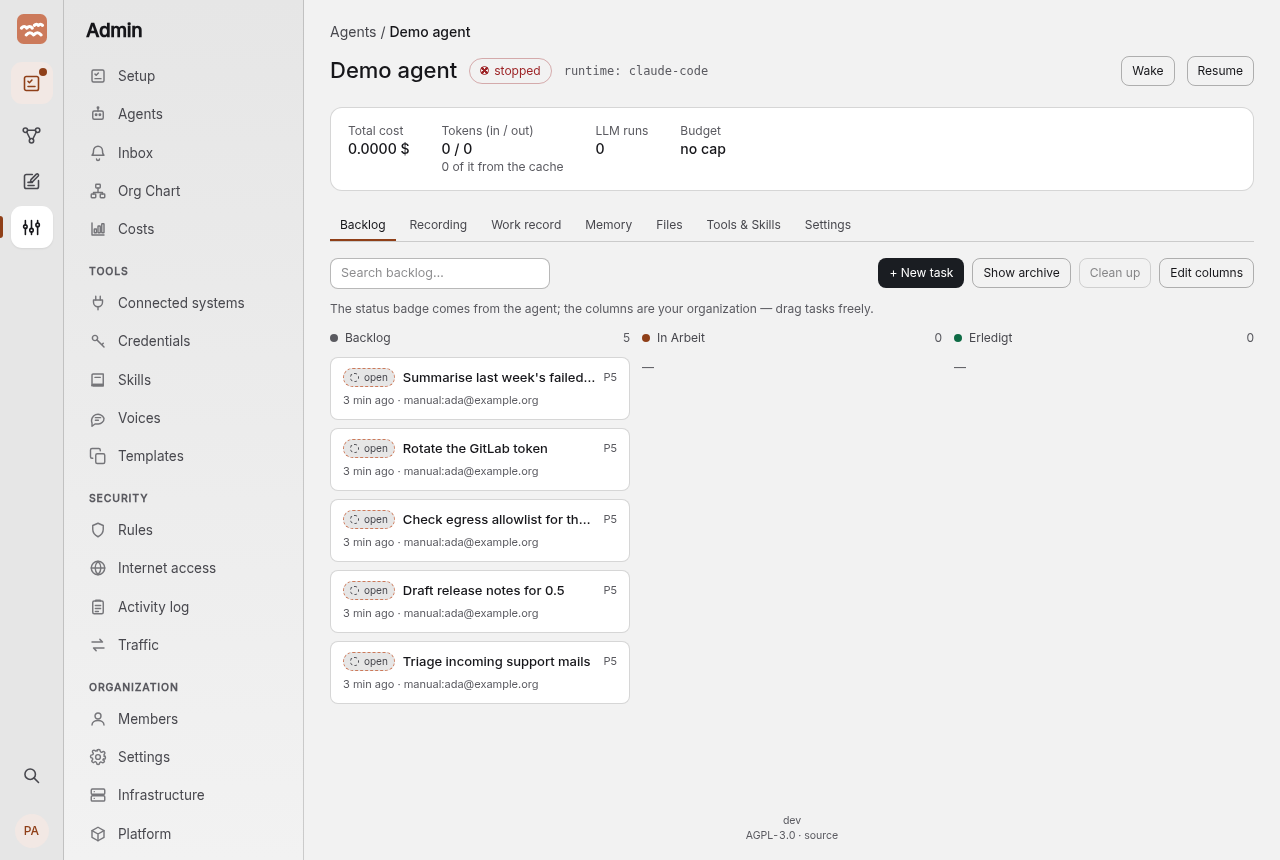 Admin
Setup
Agents
Inbox
Org Chart
Costs
TOOLS
Connected systems
Credentials
Skills
Voices
Templates
SECURITY
Rules
Internet access
Activity log
Traffic
ORGANIZATION
Members
Settings
Infrastructure
Platform
PA
Agents / Demo agent
Demo agent stopped runtime: claude-code Wake Resume
Total cost Tokens (in / out) LLM runs Budget
0.0000 $ 0 / 0 0 no cap
0 of it from the cache
Backlog Recording Work record Memory Files Tools & Skills Settings
Search backlog... + New task Show archive Clean up Edit columns
The status badge comes from the agent; the columns are your organization — drag tasks freely.
Backlog 5 In Arbeit 0 Erledigt 0
open Summarise last week's failed... P5
— —
3 min ago · manual:ada@example.org
open Rotate the GitLab token P5
3 min ago · manual:ada@example.org
open Check egress allowlist for th... P5
3 min ago · manual:ada@example.org
open Draft release notes for 0.5 P5
3 min ago · manual:ada@example.org
open Triage incoming support mails P5
3 min ago · manual:ada@example.org
dev
AGPL-3.0 · source